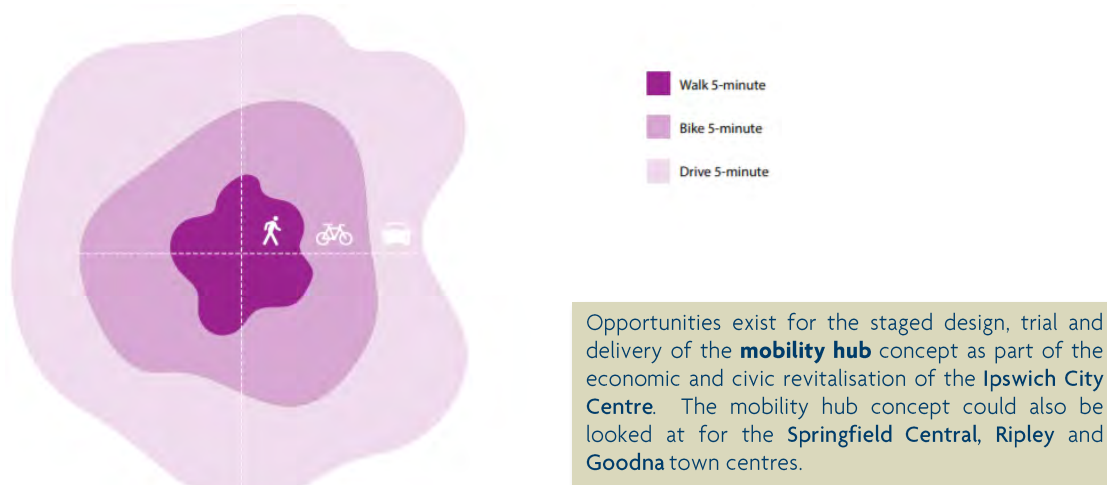 Walk 5-minute
Bike 5-minute
Drive 5-minute
Opportunities exist for the staged design, trial and
delivery of the mobility hub concept as part of the
economic and civic revitalisation of the Ipswich City
Centre. The mobility hub concept could also be
looked at for the Springfield Central, Ripley and
Goodna town centres.